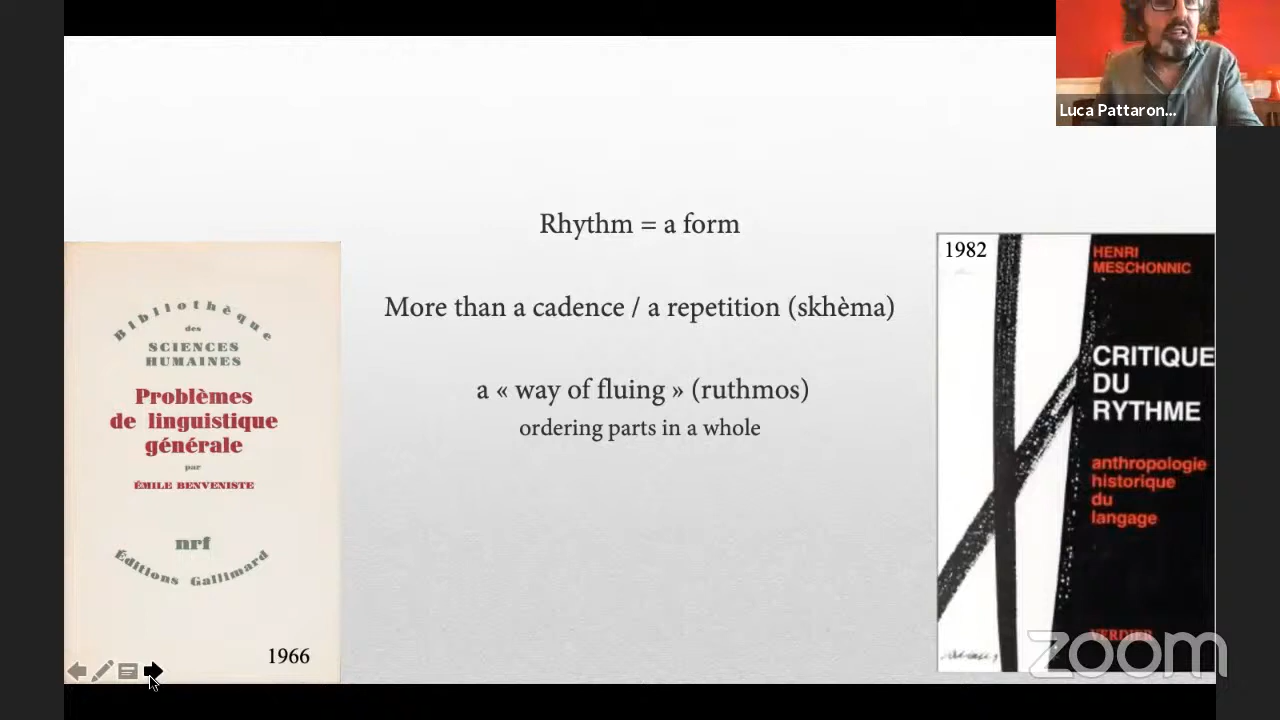 Luca Pattaron...
Rhythm = a form
More than a cadence / a repetition (skhèma)
a « way of fluing » (ruthmos)
ordering parts in a whole
Bibliothèque
des
SCIENCES
HUMAINES
Problèmes
de linguistique
générale
par
ÉMILE BENVENISTE
nrf
Éditions Gallimard
1966
1982
HENRI
MESCHONNIC
CRITIQUE
DU
RYTHME
anthropologie
historique
du
langage
VERDIER
zoom